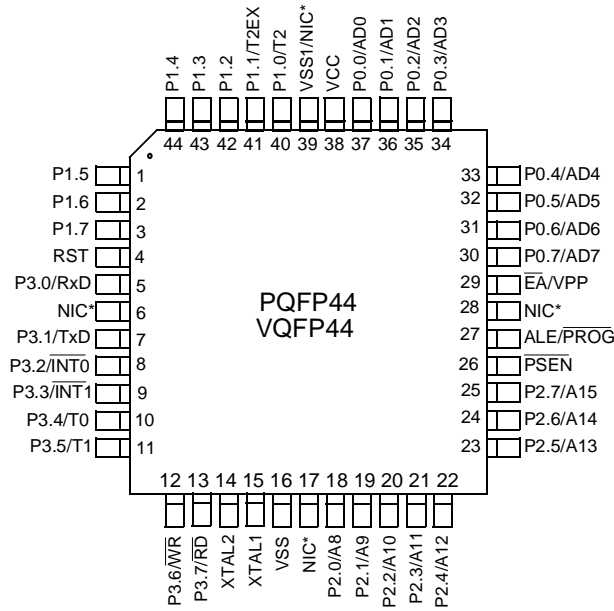 P1.4
P1.3
P1.2
P1.1/T2EX
P1.0/T2
VSS1/NIC*
VCC
P0.0/AD0
P0.1/AD1
P0.2/AD2
P0.3/AD3
44 43 42 41 40 39 38 37 36 35 34
P1.5 1
P1.6 2
P1.7 3
RST 4
P3.0/RxD 5
NIC* 6
P3.1/TxD 7
P3.2/INT0 8
P3.3/INT1 9
P3.4/T0 10
P3.5/T1 11
PQFP44
VQFP44
33 P0.4/AD4
32 P0.5/AD5
31 P0.6/AD6
30 P0.7/AD7
29 EA/VPP
28 NIC*
27 ALE/PROG
26 PSEN
25 P2.7/A15
24 P2.6/A14
23 P2.5/A13
12 13 14 15 16 17 18 19 20 21 22
P3.6/WR
P3.7/RD
XTAL2
XTAL1
VSS
NIC*
P2.0/A8
P2.1/A9
P2.2/A10
P2.3/A11
P2.4/A12